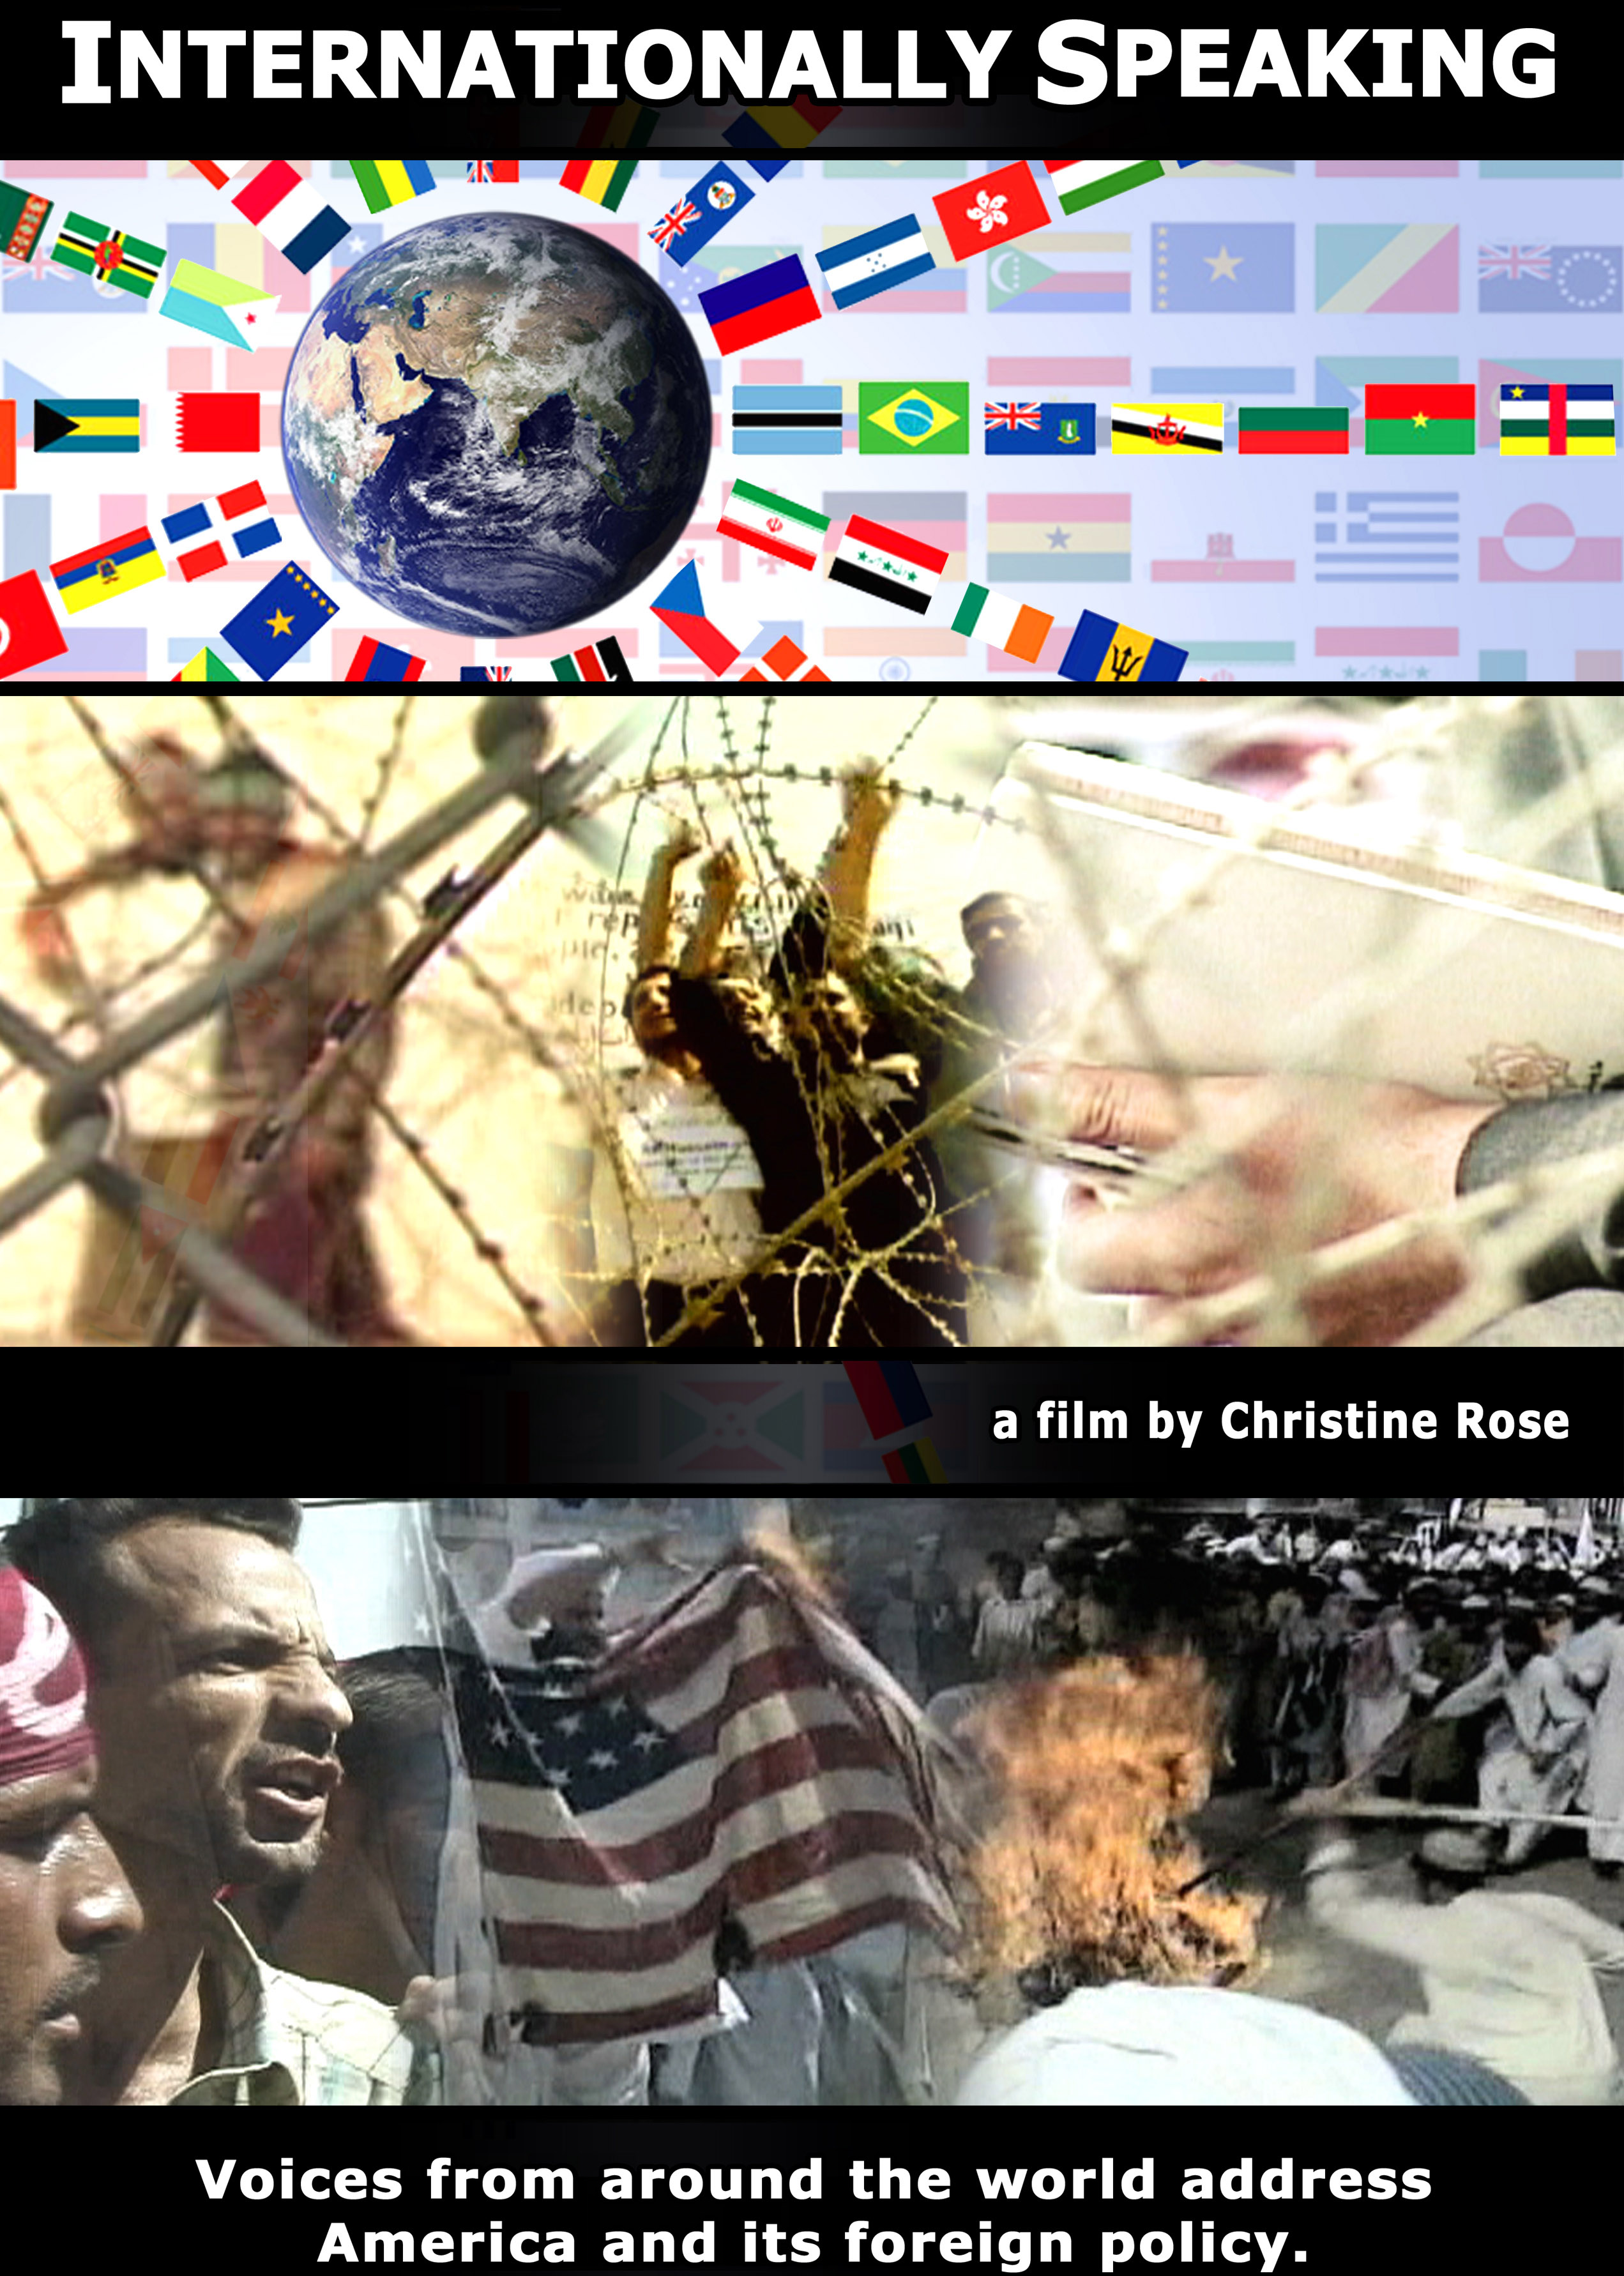 INTERNATIONALLY SPEAKING
a film by Christine Rose
Voices from around the world address
America and its foreign policy.